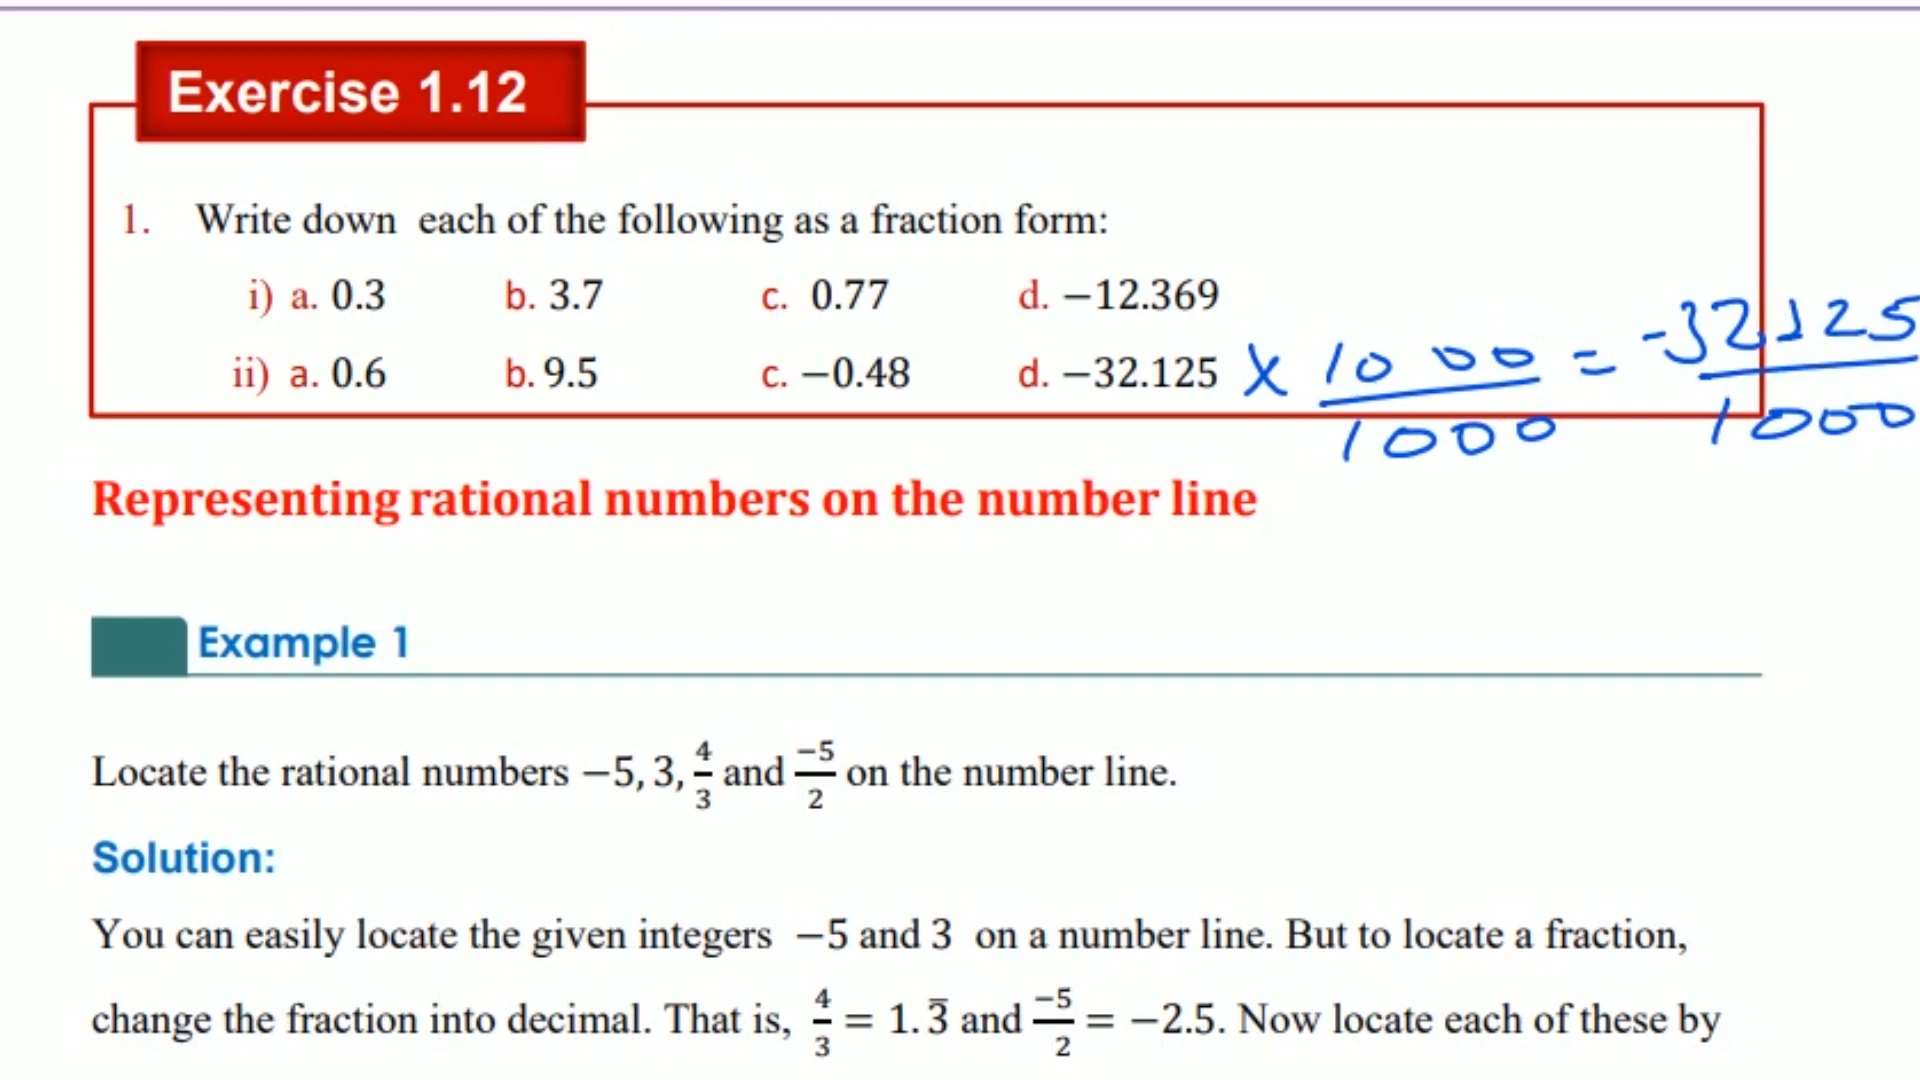 Exercise 1.12
1. Write down each of the following as a fraction form:
i) a. 0.3 b. 3.7 c. 0.77 d. −12.369
ii) a. 0.6 b. 9.5 c. −0.48 d. −32.125 × 1000/1000 = -32125/1000
Representing rational numbers on the number line
Example 1
Locate the rational numbers −5, 3, 4/3 and −5/2 on the number line.
Solution:
You can easily locate the given integers −5 and 3 on a number line. But to locate a fraction,
change the fraction into decimal. That is, 4/3 = 1.3̅ and −5/2 = −2.5. Now locate each of these by